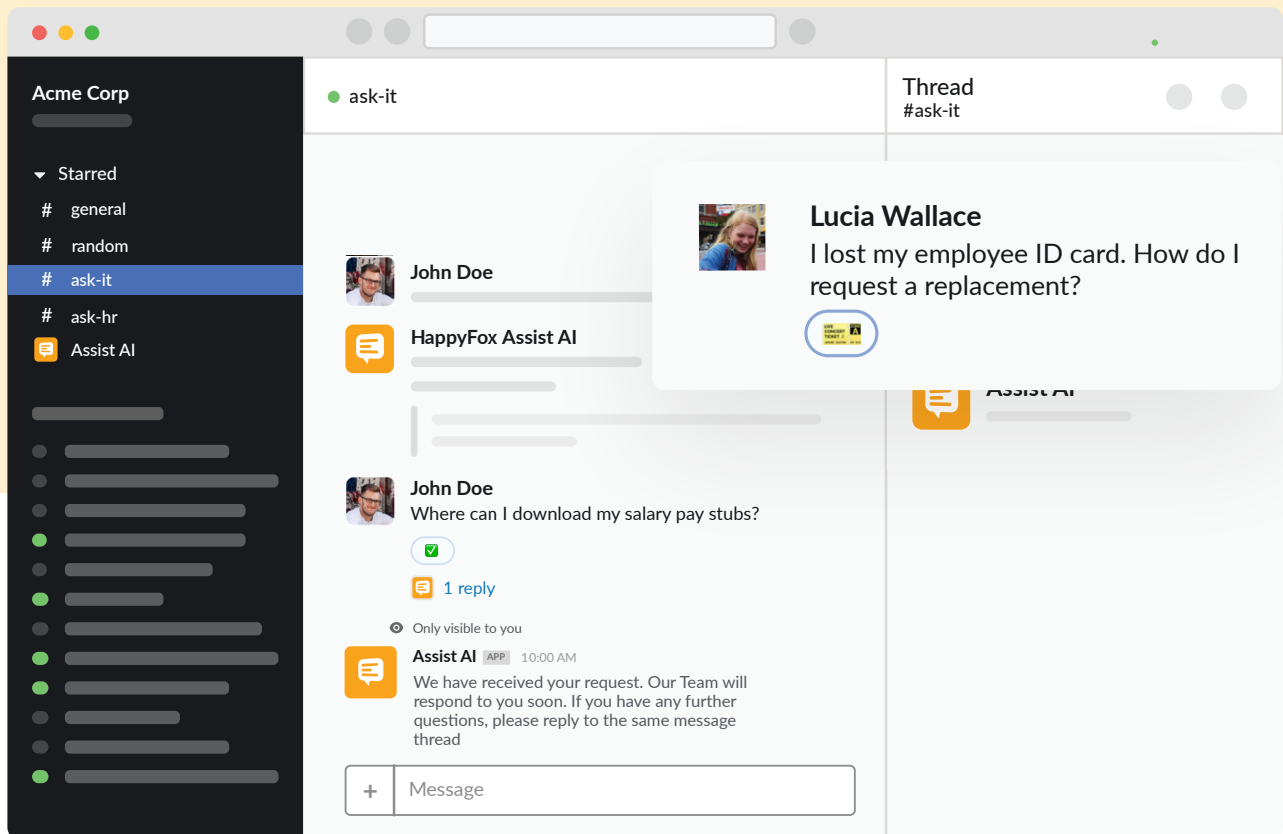 Acme Corp
Starred
# general
# random
# ask-it
# ask-hr
Assist AI
ask-it
John Doe
HappyFox Assist AI
John Doe
Where can I download my salary pay stubs?
1 reply
Only visible to you
Assist AI APP 10:00 AM
We have received your request. Our Team will
respond to you soon. If you have any further
questions, please reply to the same message
thread
+ Message
Thread
#ask-it
Lucia Wallace
I lost my employee ID card. How do I
request a replacement?
LIVE
CONCERT
TICKET
A
Assist AI